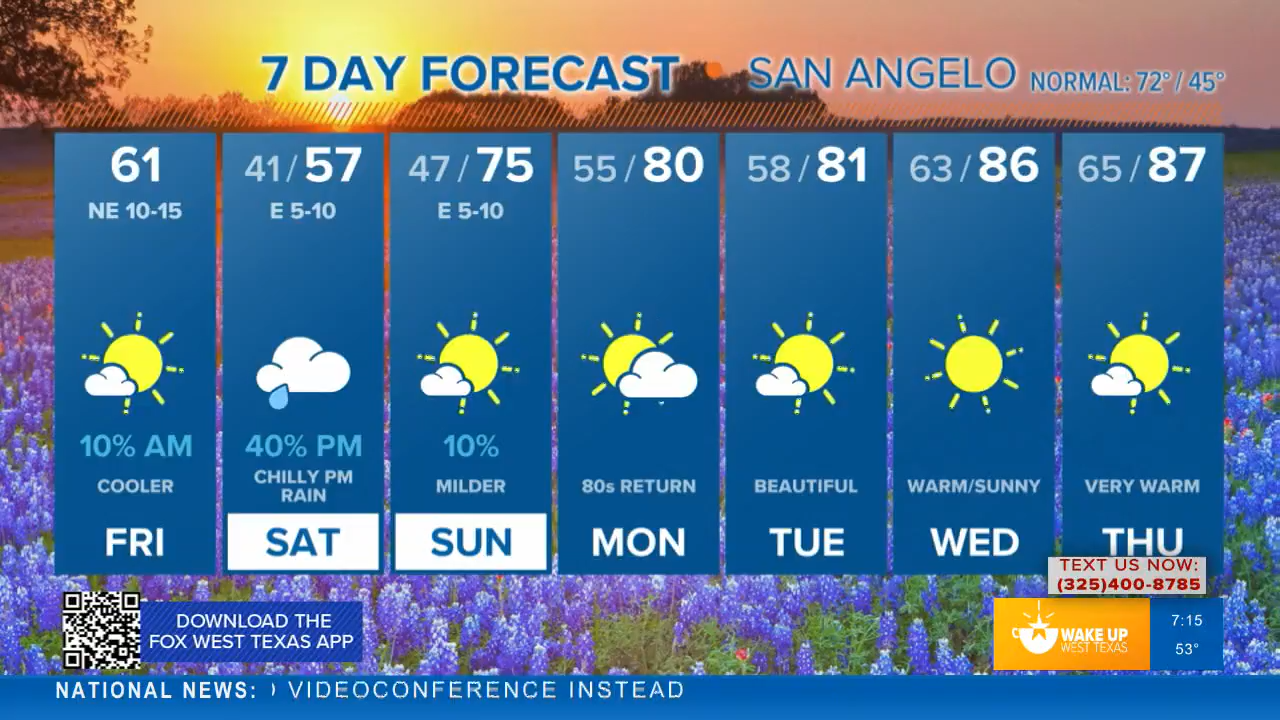 7 DAY FORECAST SAN ANGELO NORMAL: 72° / 45°
61
NE 10-15
10% AM
COOLER
FRI
41 / 57
E 5-10
40% PM
CHILLY PM
RAIN
SAT
47 / 75
E 5-10
10%
MILDER
SUN
55 / 80
80s RETURN
MON
58 / 81
BEAUTIFUL
TUE
63 / 86
WARM/SUNNY
WED
65 / 87
VERY WARM
THU
TEXT US NOW:
(325)400-8785
DOWNLOAD THE
FOX WEST TEXAS APP
WAKE UP
WEST TEXAS
7:15
53°
NATIONAL NEWS: VIDEOCONFERENCE INSTEAD